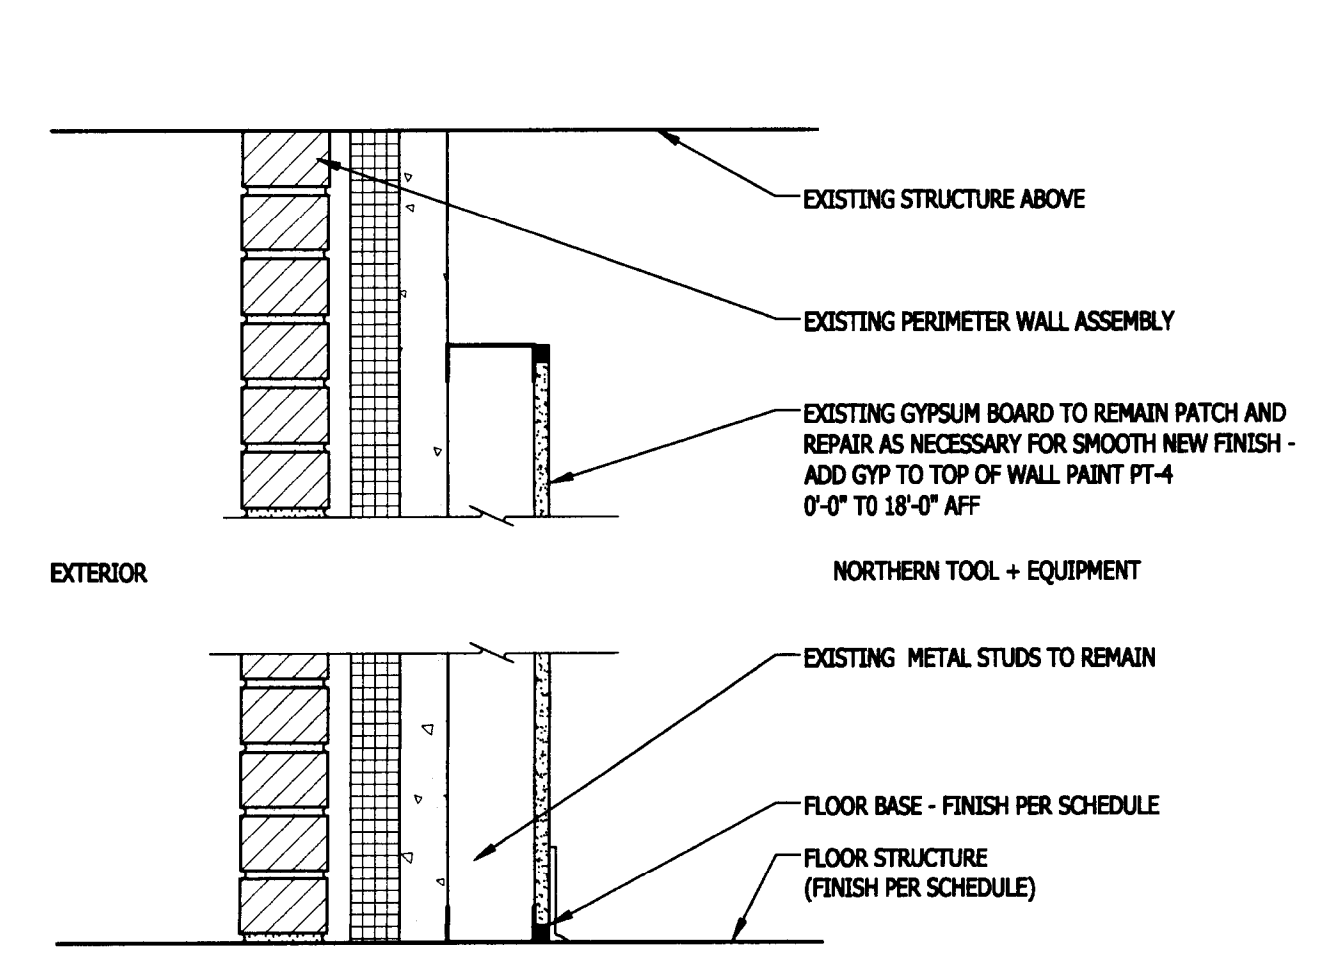 EXISTING STRUCTURE ABOVE
EXISTING PERIMETER WALL ASSEMBLY
EXISTING GYPSUM BOARD TO REMAIN PATCH AND
REPAIR AS NECESSARY FOR SMOOTH NEW FINISH -
ADD GYP TO TOP OF WALL PAINT PT-4
0'-0" TO 18'-0" AFF
EXTERIOR
NORTHERN TOOL + EQUIPMENT
EXISTING METAL STUDS TO REMAIN
FLOOR BASE - FINISH PER SCHEDULE
FLOOR STRUCTURE
(FINISH PER SCHEDULE)